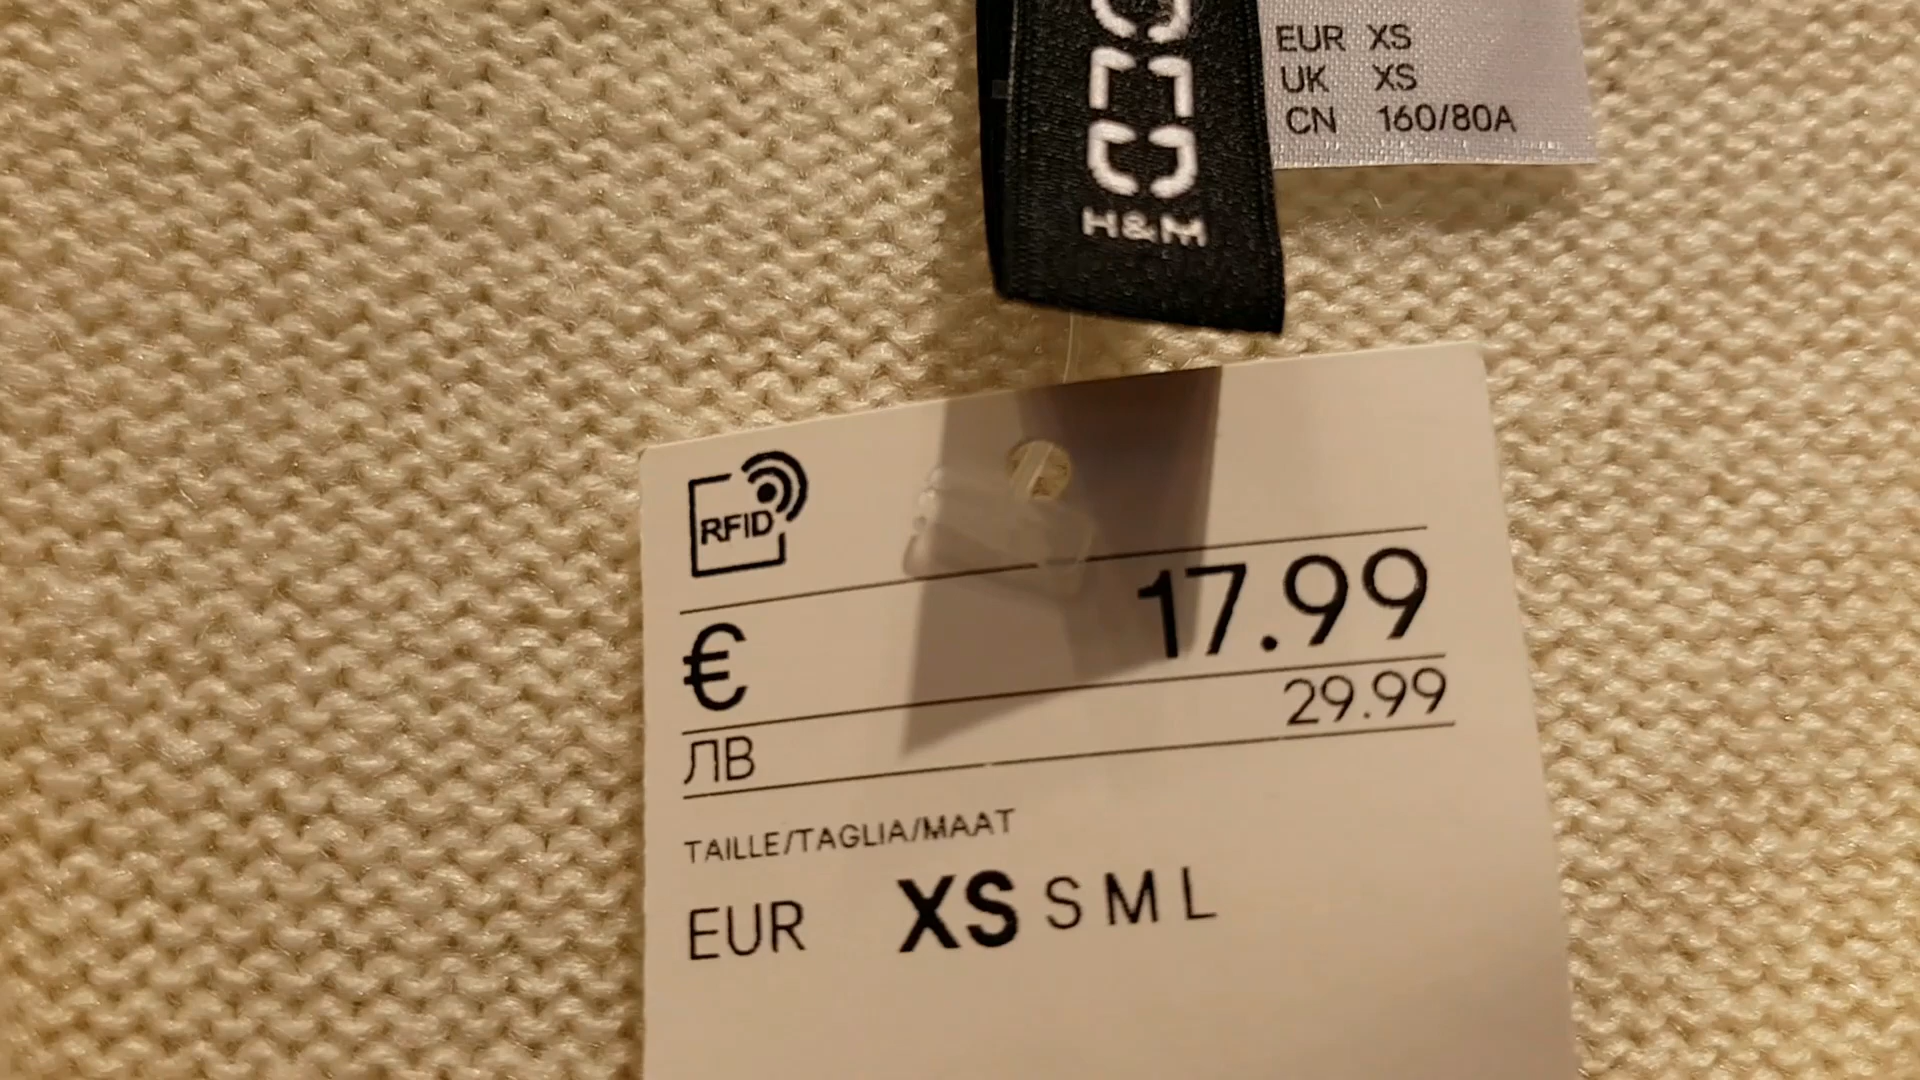 EUR XS
UK XS
CN 160/80A
H&M
RFID
€ 17.99
ЛВ 29.99
TAILLE/TAGLIA/MAAT
EUR XS S M L